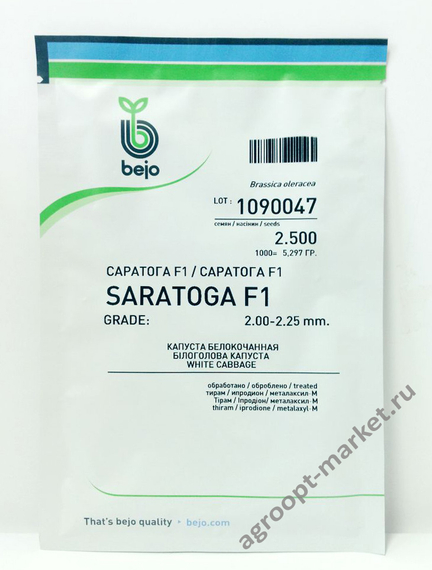 bejo
Brassica oleracea
LOT : 1090047
семян / насінин / seeds
2.500
1000= 5,297 ГР.
САРАТОГА F1 / САРАТОГА F1
SARATOGA F1
GRADE: 2.00-2.25 mm.
КАПУСТА БЕЛОКОЧАННАЯ
БІЛОГОЛОВА КАПУСТА
WHITE CABBAGE
обработано / оброблено / treated
тирам / ипродион / металаксил-М
Тірам / Іпродіон/ металаксил-М
thiram / iprodione / metalaxyl-M
That's bejo quality • bejo.com
agroopt-market.ru